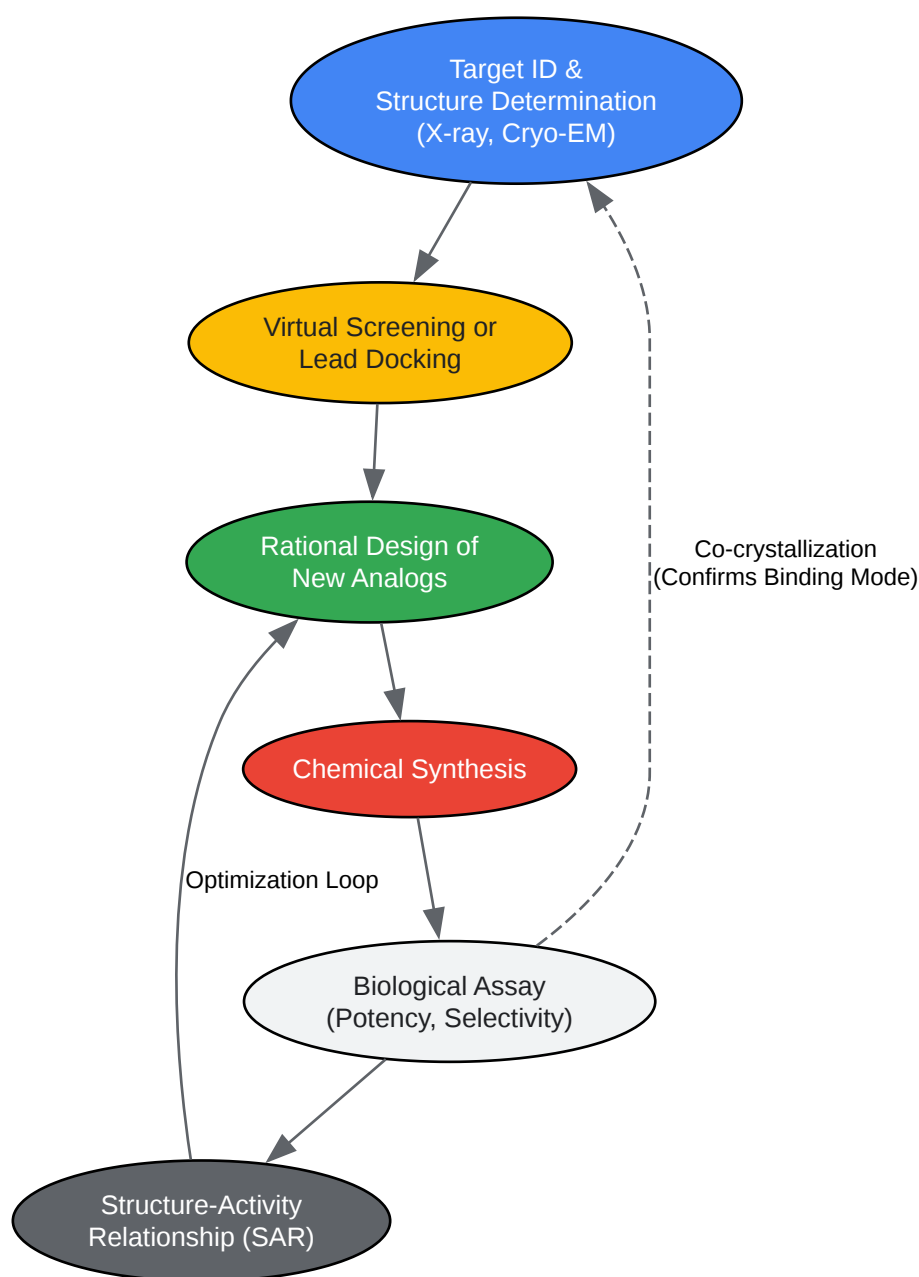 Target ID &
Structure Determination
(X-ray, Cryo-EM)
Virtual Screening or
Lead Docking
Rational Design of
New Analogs
Co-crystallization
(Confirms Binding Mode)
Chemical Synthesis
Optimization Loop
Biological Assay
(Potency, Selectivity)
Structure-Activity
Relationship (SAR)